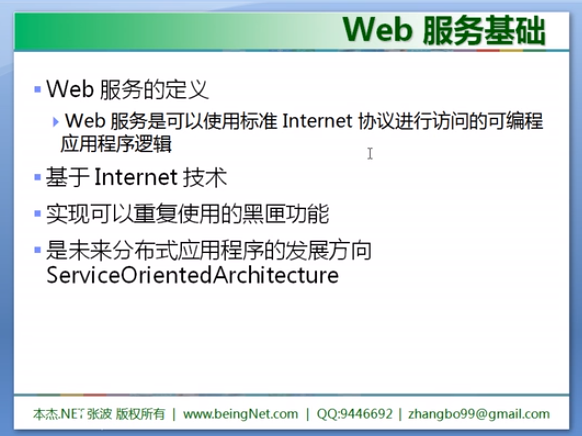 Web 服务基础
Web 服务的定义
Web 服务是可以使用标准 Internet 协议进行访问的可编程
应用程序逻辑
基于 Internet 技术
实现可以重复使用的黑匣功能
是未来分布式应用程序的发展方向
ServiceOrientedArchitecture
本杰.NET 张波 版权所有 | www.beingNet.com | QQ:9446692 | zhangbo99@gmail.com